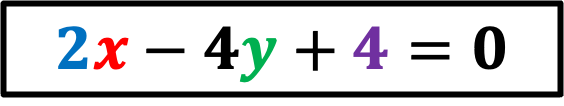 2x − 4y + 4 = 0